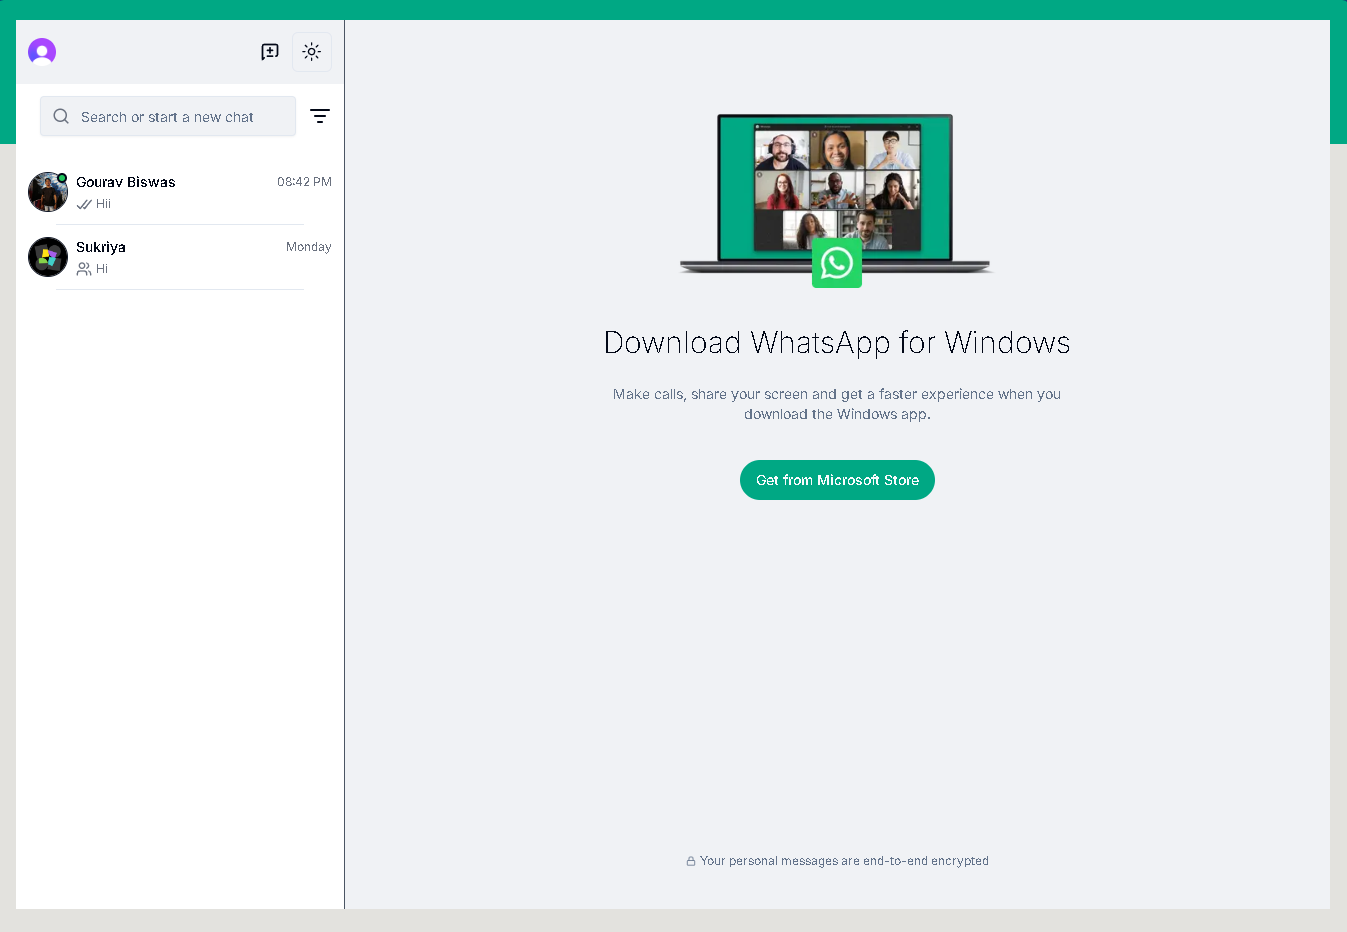 Search or start a new chat
Gourav Biswas
08:42 PM
Hii
Sukriya
Monday
Hi
Download WhatsApp for Windows
Make calls, share your screen and get a faster experience when you
download the Windows app.
Get from Microsoft Store
Your personal messages are end-to-end encrypted